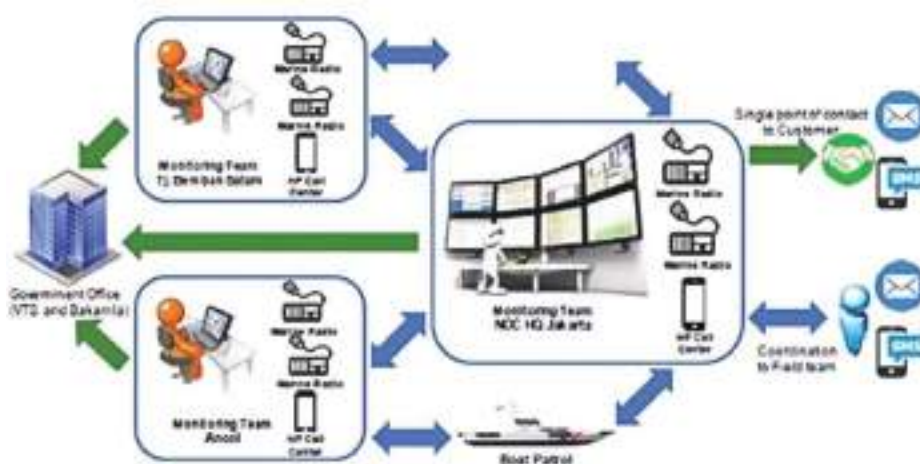 Marine Radio
Marine Radio
HP Call
Center
Monitoring Team
Government Office
(VTS and Bakamla)
Marine Radio
Marine Radio
HP Call
Center
Monitoring Team
Ancol
Marine Radio
Marine Radio
HP Call
Center
Monitoring Team
NOC HQ Jakarta
Single point of contact
to Customer
SMS
Coordination
to Field team
SMS
Boat Patrol